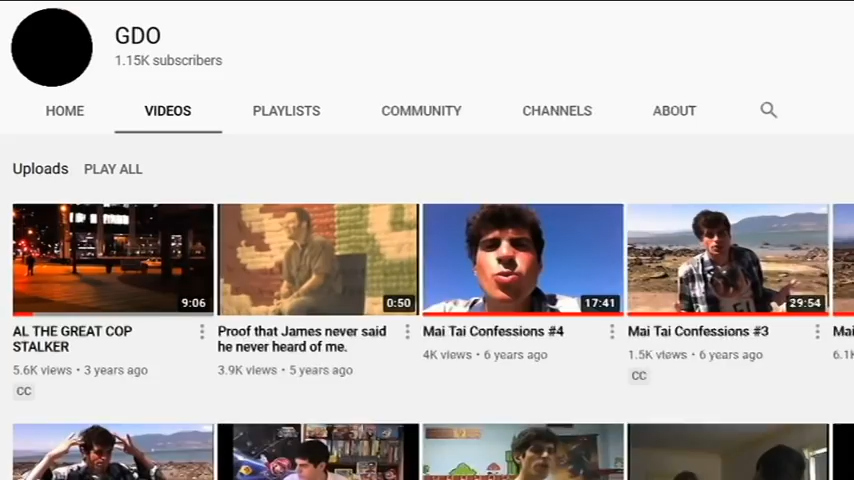 GDO
1.15K subscribers
HOME VIDEOS PLAYLISTS COMMUNITY CHANNELS ABOUT
Uploads PLAY ALL
9:06 0:50 17:41 29:54
AL THE GREAT COP STALKER
5.6K views • 3 years ago
CC
Proof that James never said he never heard of me.
3.9K views • 5 years ago
Mai Tai Confessions #4
4K views • 6 years ago
Mai Tai Confessions #3
1.5K views • 6 years ago
CC
Mai
6.1K